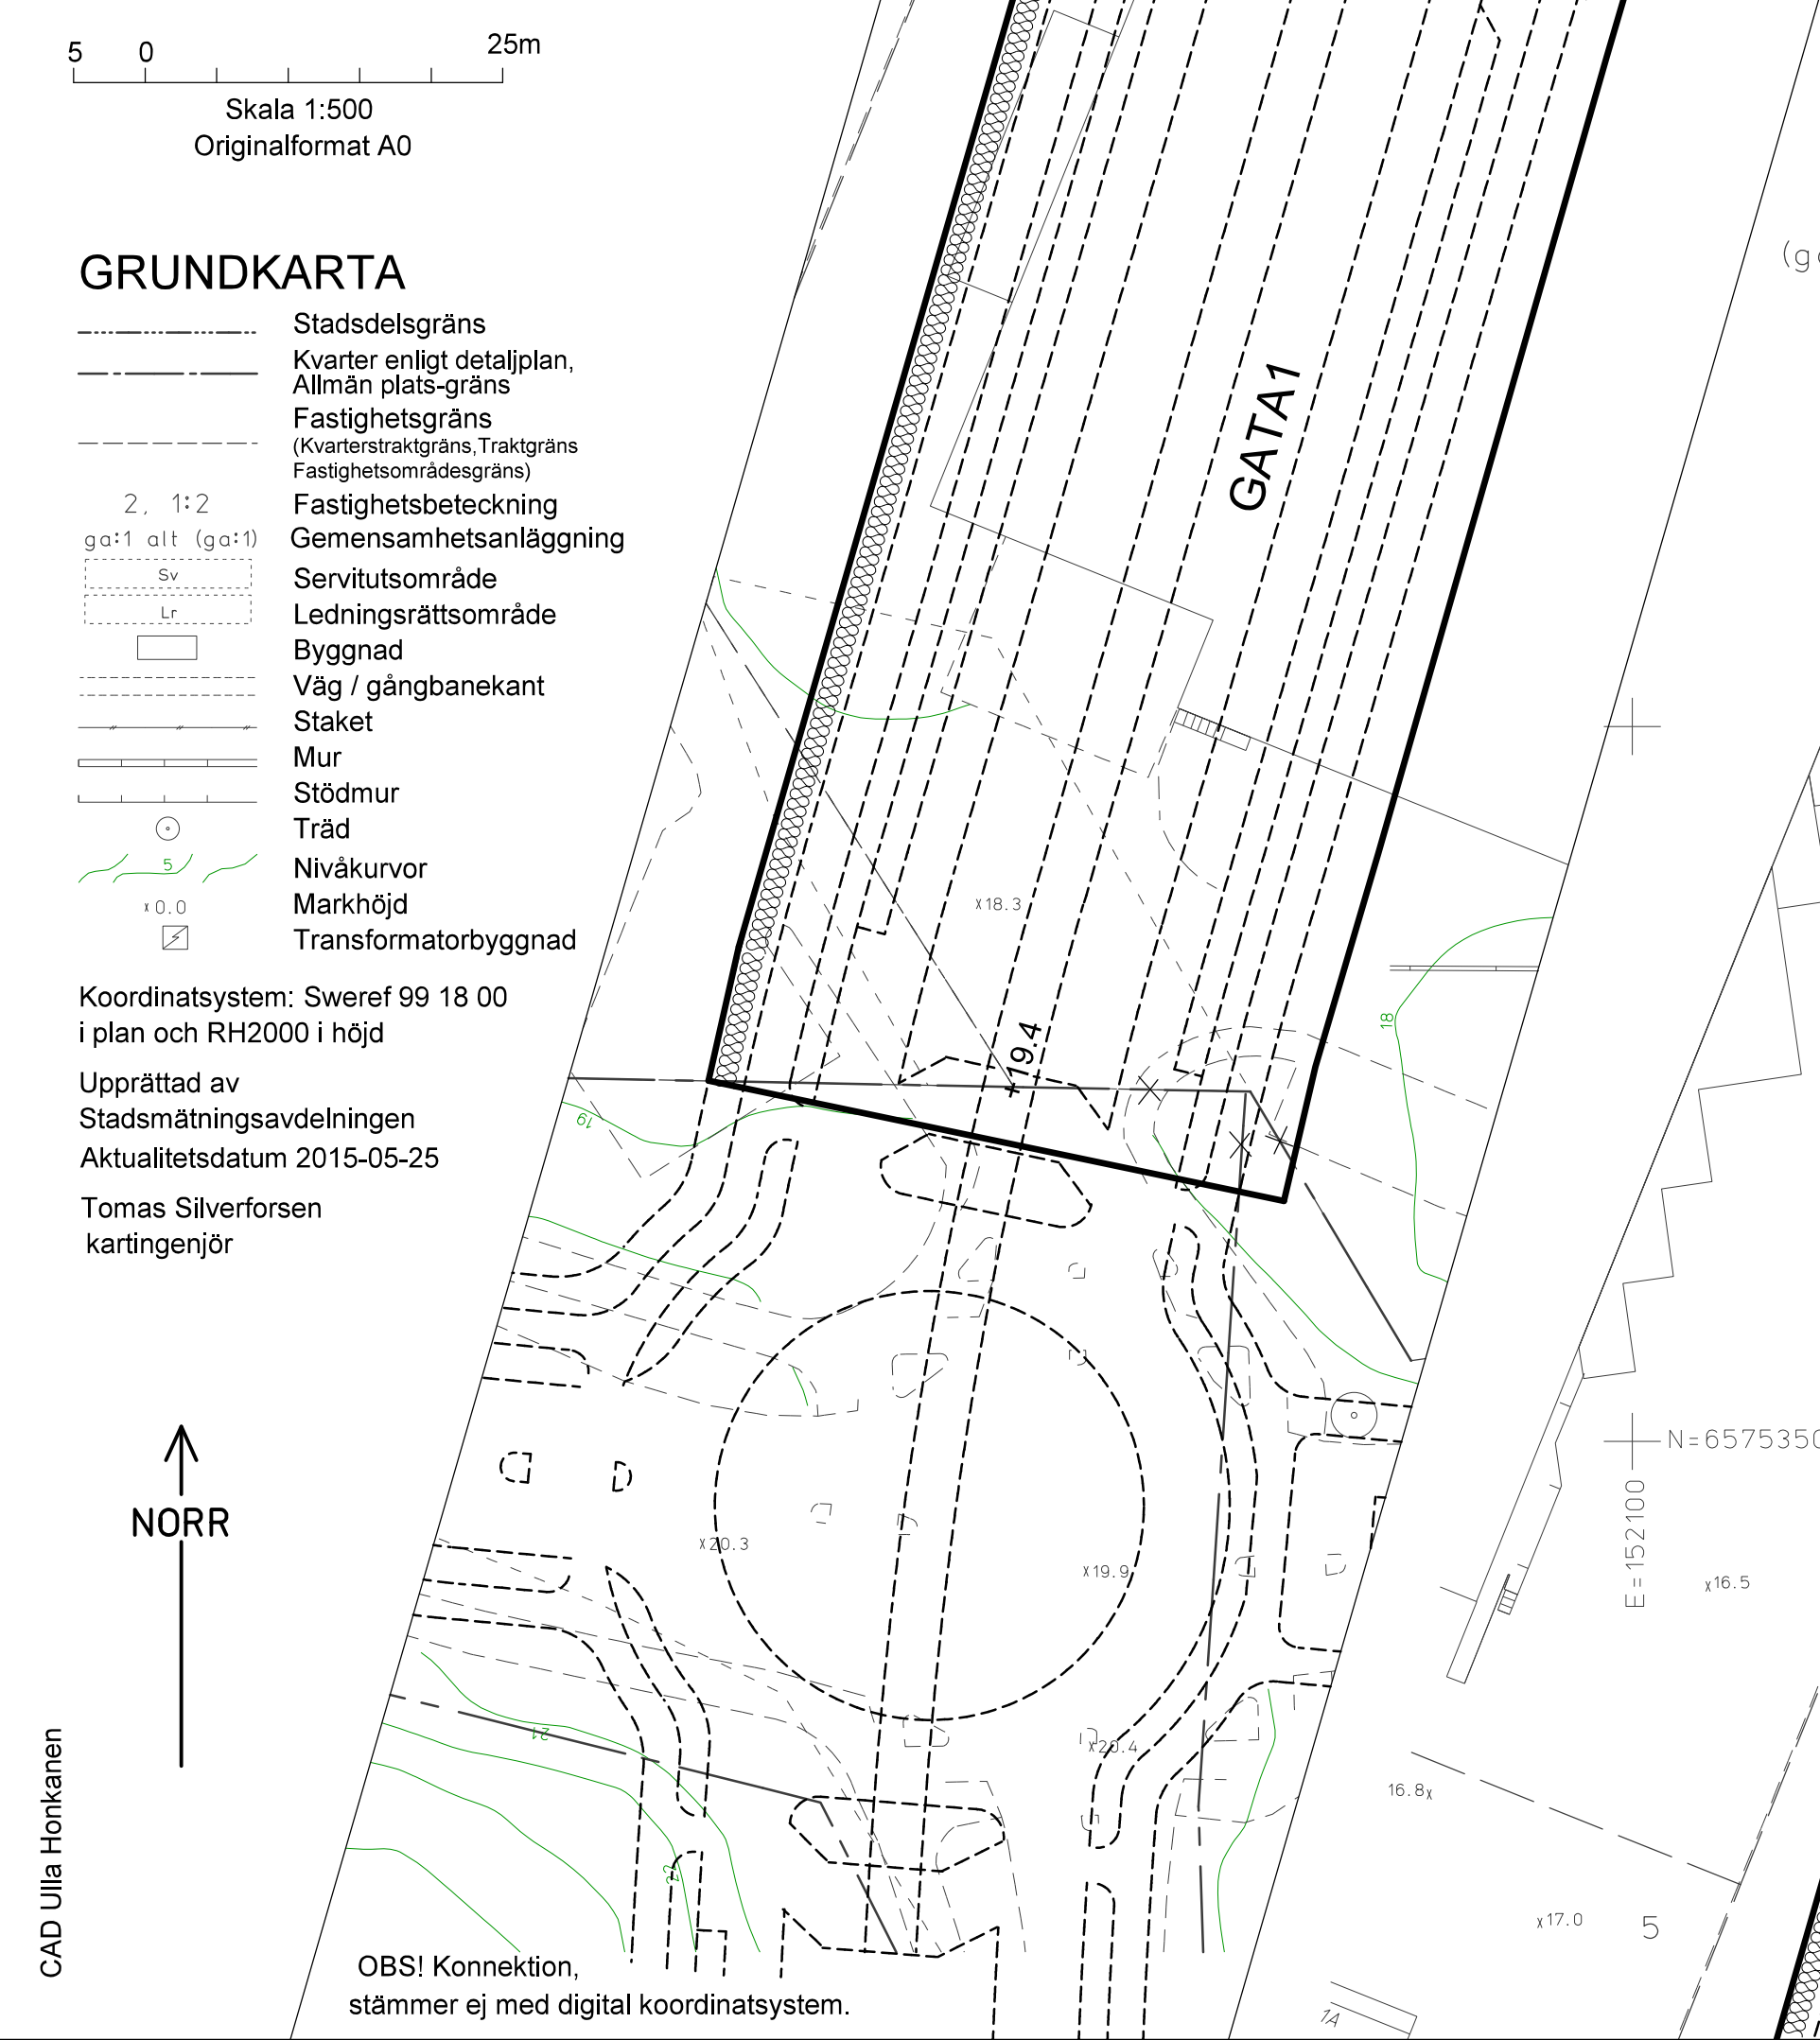 5 0 25m
Skala 1:500
Originalformat A0
GRUNDKARTA
Stadsdelsgräns
Kvarter enligt detaljplan,
Allmän plats-gräns
Fastighetsgräns
(Kvarterstraktgräns,Traktgräns
Fastighetsområdesgräns)
2, 1:2 Fastighetsbeteckning
ga:1 alt (ga:1) Gemensamhetsanläggning
Sv Servitutsområde
Lr Ledningsrättsområde
Byggnad
Väg / gångbanekant
Staket
Mur
Stödmur
Träd
5 Nivåkurvor
x0.0 Markhöjd
Transformatorbyggnad
Koordinatsystem: Sweref 99 18 00
i plan och RH2000 i höjd
Upprättad av
Stadsmätningsavdelningen
Aktualitetsdatum 2015-05-25
Tomas Silverforsen
kartingenjör
NORR
CAD Ulla Honkanen
OBS! Konnektion,
stämmer ej med digital koordinatsystem.
GATA1
x18.3
+19.4
19
18
x20.3
x19.9
x20.4
21
22
N=6575350
E=152100
x16.5
16.8x
x17.0
5
1A